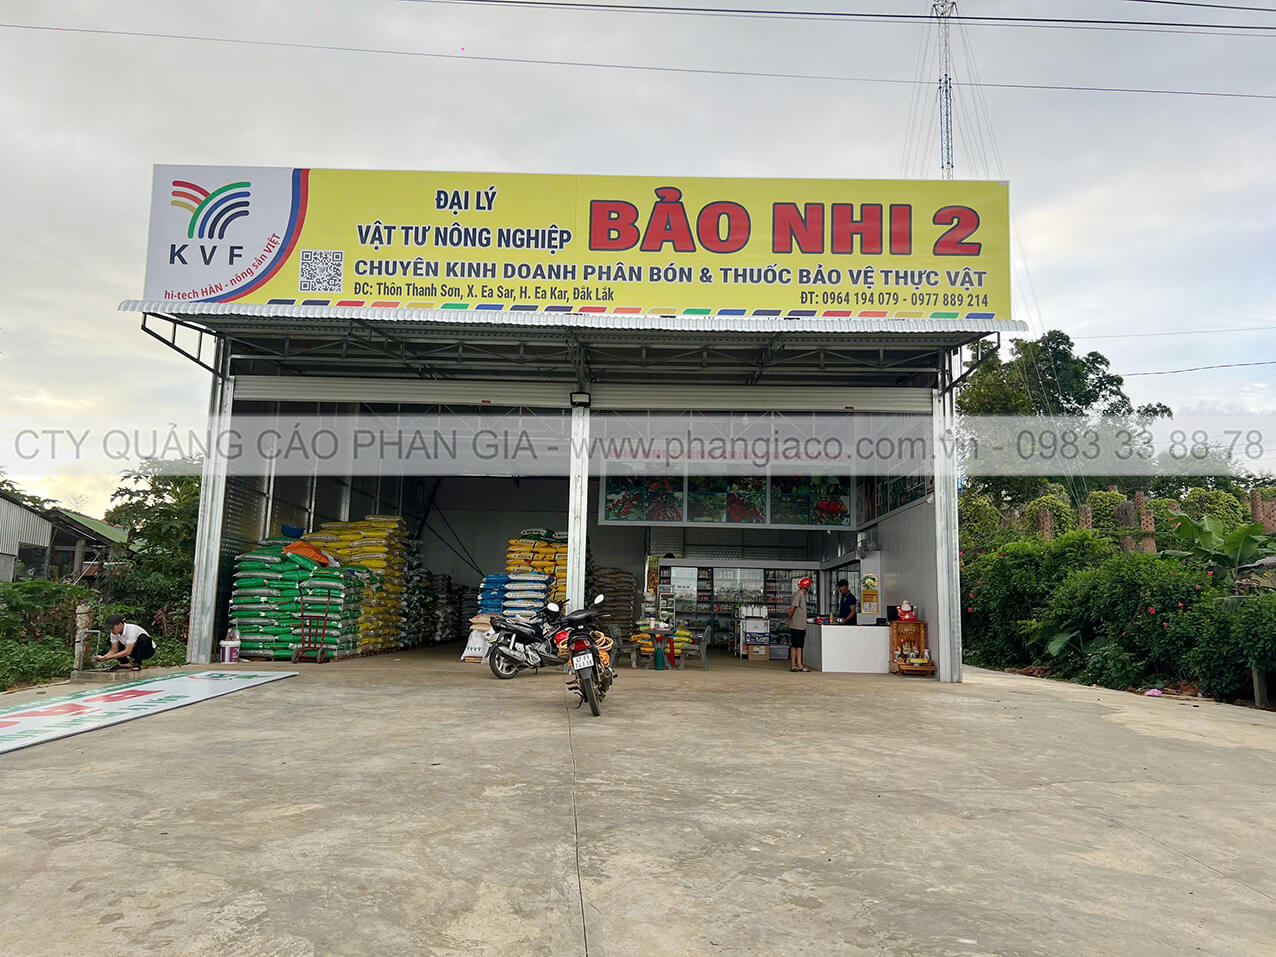 KVF
hi-tech HÀN - nông sản VIỆT
ĐẠI LÝ
VẬT TƯ NÔNG NGHIỆP
BẢO NHI 2
CHUYÊN KINH DOANH PHÂN BÓN & THUỐC BẢO VỆ THỰC VẬT
ĐC: Thôn Thanh Sơn, X. Ea Sar, H. Ea Kar, Đắk Lắk
ĐT: 0964 194 079 - 0977 889 214
CTY QUẢNG CÁO PHAN GIA - www.phangiaco.com.vn - 0983 33 88 78